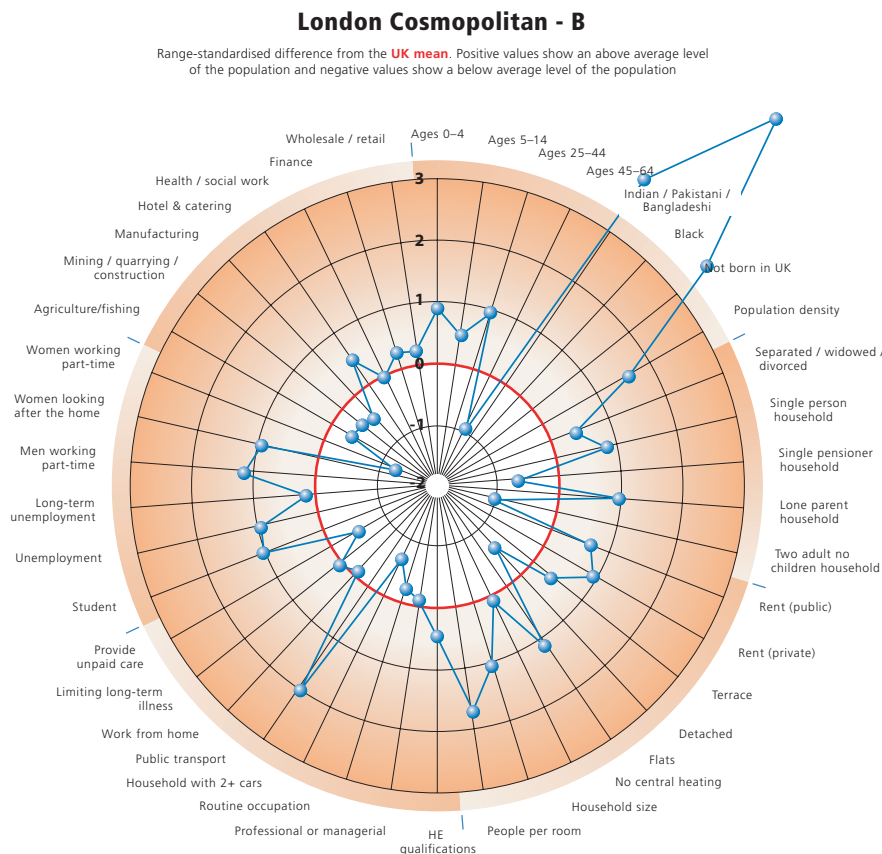 London Cosmopolitan - B
Range-standardised difference from the UK mean. Positive values show an above average level
of the population and negative values show a below average level of the population
Ages 0–4
Ages 5–14
Ages 25–44
Ages 45–64
Indian / Pakistani /
Bangladeshi
Black
Not born in UK
Population density
Separated / widowed /
divorced
Single person
household
Single pensioner
household
Lone parent
household
Two adult no
children household
Rent (public)
Rent (private)
Terrace
Detached
Flats
No central heating
Household size
People per room
HE
qualifications
Professional or managerial
Routine occupation
Household with 2+ cars
Public transport
Work from home
Limiting long-term
illness
Provide
unpaid care
Student
Unemployment
Long-term
unemployment
Men working
part-time
Women looking
after the home
Women working
part-time
Agriculture/fishing
Mining / quarrying /
construction
Manufacturing
Hotel & catering
Health / social work
Finance
Wholesale / retail
3
2
1
0
-1
-2